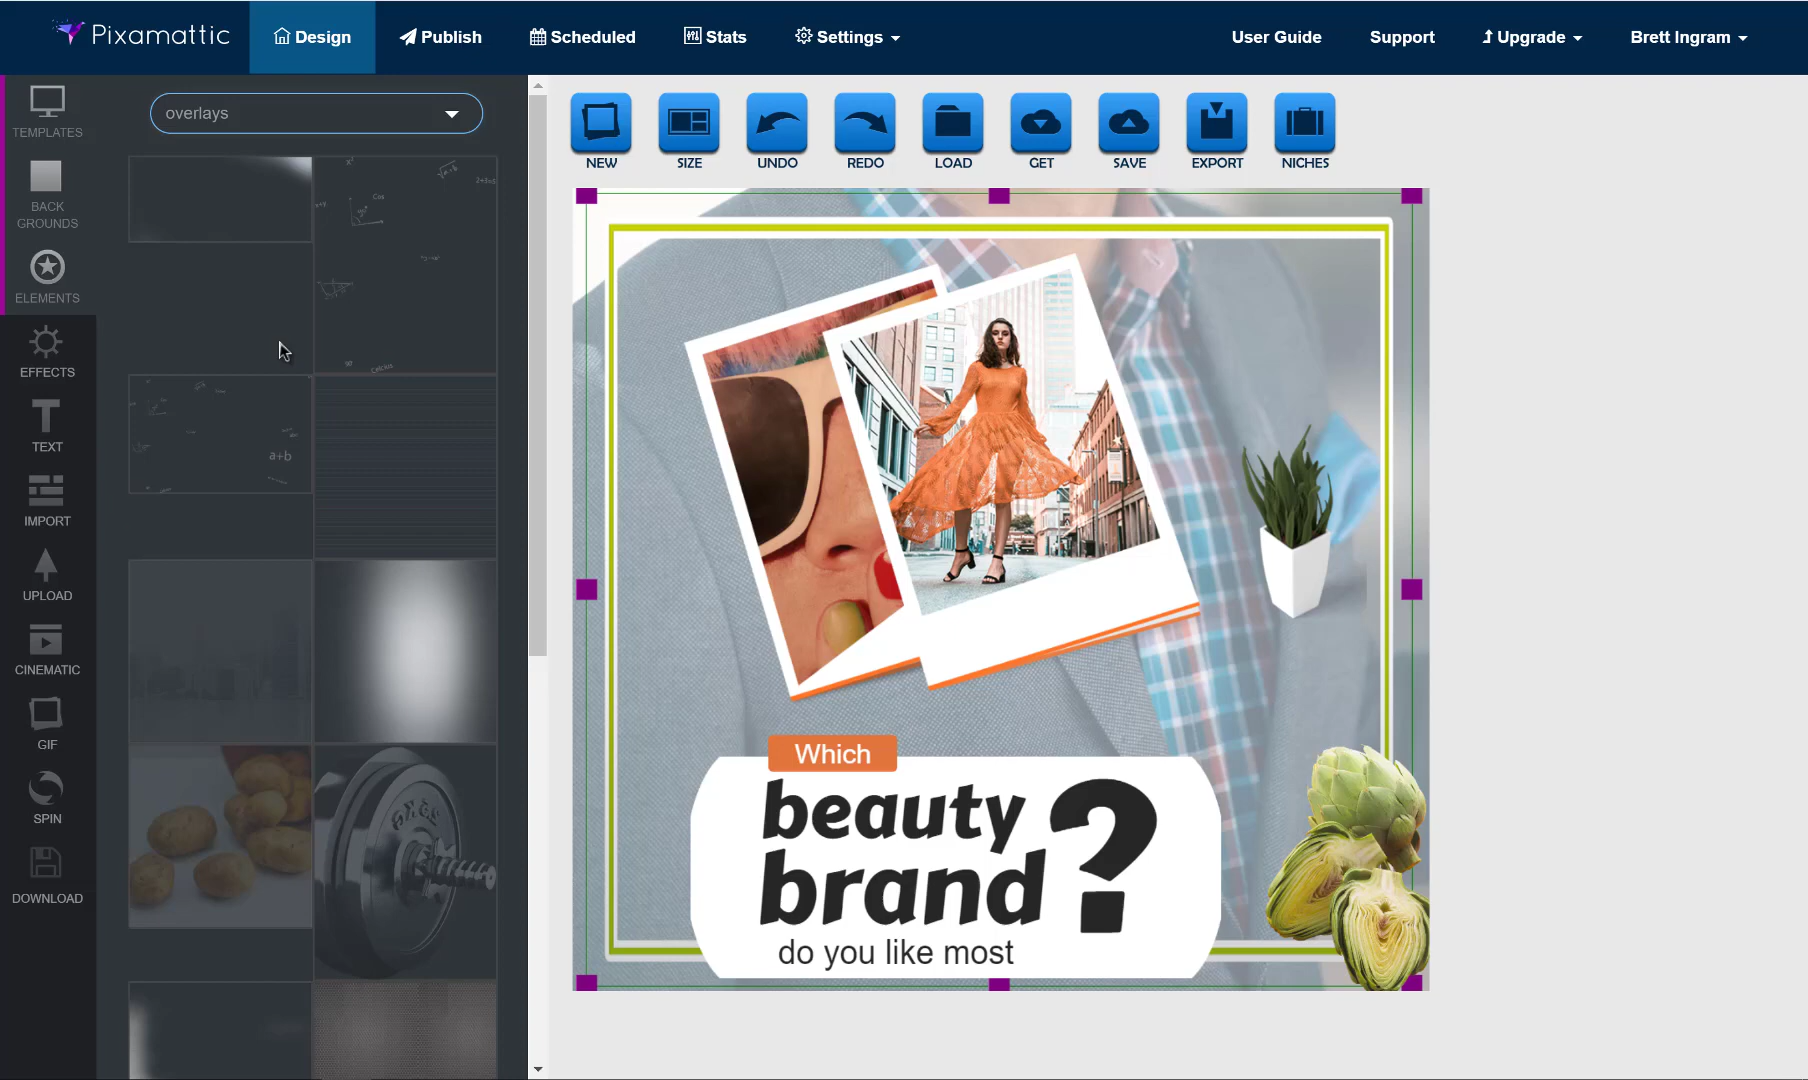 Pixamattic
Design
Publish
Scheduled
Stats
Settings
User Guide
Support
Upgrade
Brett Ingram
TEMPLATES
BACK
GROUNDS
ELEMENTS
EFFECTS
TEXT
IMPORT
UPLOAD
CINEMATIC
GIF
SPIN
DOWNLOAD
overlays
Cos
a+b
NEW
SIZE
UNDO
REDO
LOAD
GET
SAVE
EXPORT
NICHES
Which
beauty
brand ?
do you like most